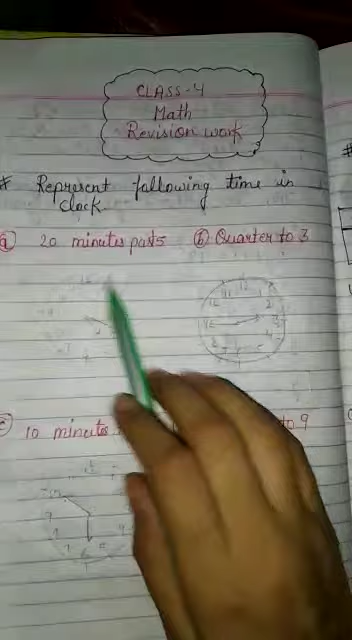 CLASS-4
Math
Revision work
# Represent following time in
clock.
(a) 20 minutes past 5 (b) Quarter to 3
10 minutes to 9